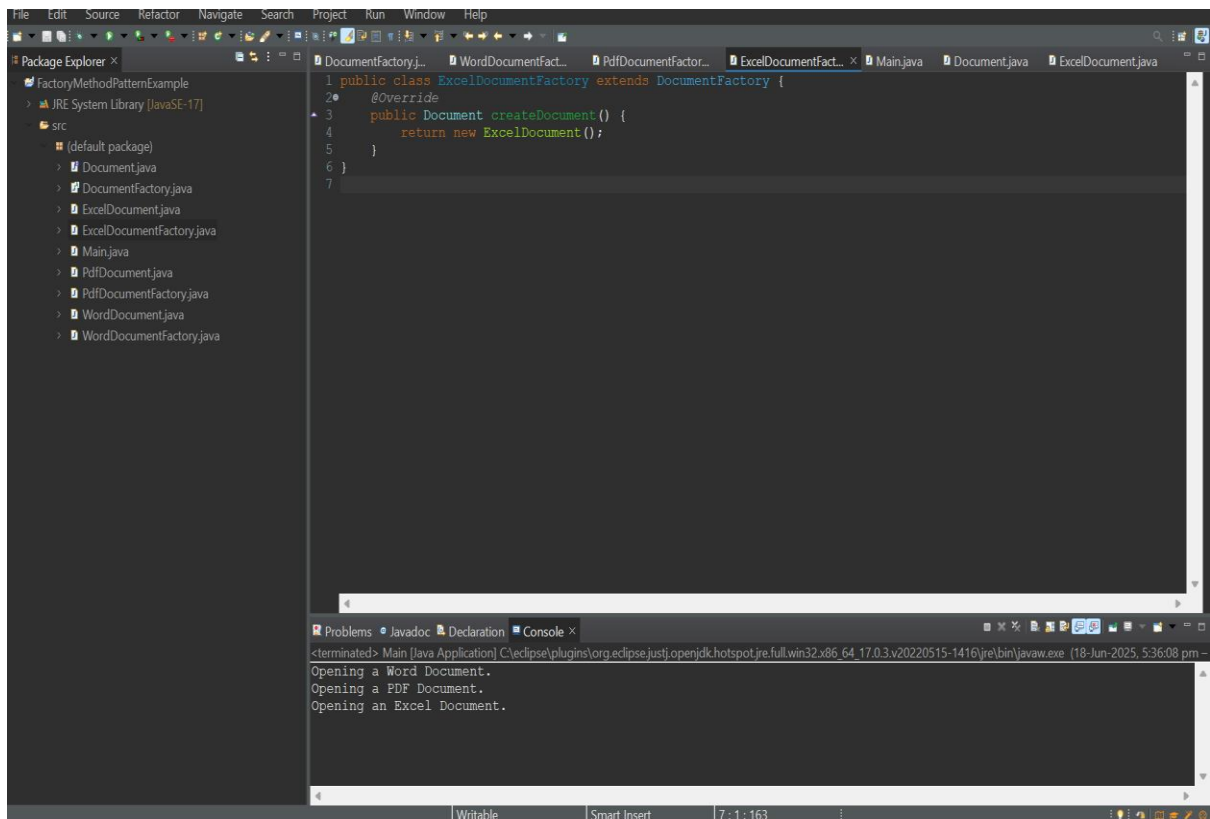 File Edit Source Refactor Navigate Search Project Run Window Help
Package Explorer ×
FactoryMethodPatternExample
JRE System Library [JavaSE-17]
src
(default package)
Document.java
DocumentFactory.java
ExcelDocument.java
ExcelDocumentFactory.java
Main.java
PdfDocument.java
PdfDocumentFactory.java
WordDocument.java
WordDocumentFactory.java
DocumentFactory.j... WordDocumentFact... PdfDocumentFactor... ExcelDocumentFact... × Main.java Document.java ExcelDocument.java
1 public class ExcelDocumentFactory extends DocumentFactory {
2 @Override
3 public Document createDocument() {
4 return new ExcelDocument();
5 }
6 }
7
Problems Javadoc Declaration Console ×
<terminated> Main [Java Application] C:\eclipse\plugins\org.eclipse.justj.openjdk.hotspot.jre.full.win32.x86_64_17.0.3.v20220515-1416\jre\bin\javaw.exe (18-Jun-2025, 5:36:08 pm –
Opening a Word Document.
Opening a PDF Document.
Opening an Excel Document.
Writable Smart Insert 7 : 1 : 163